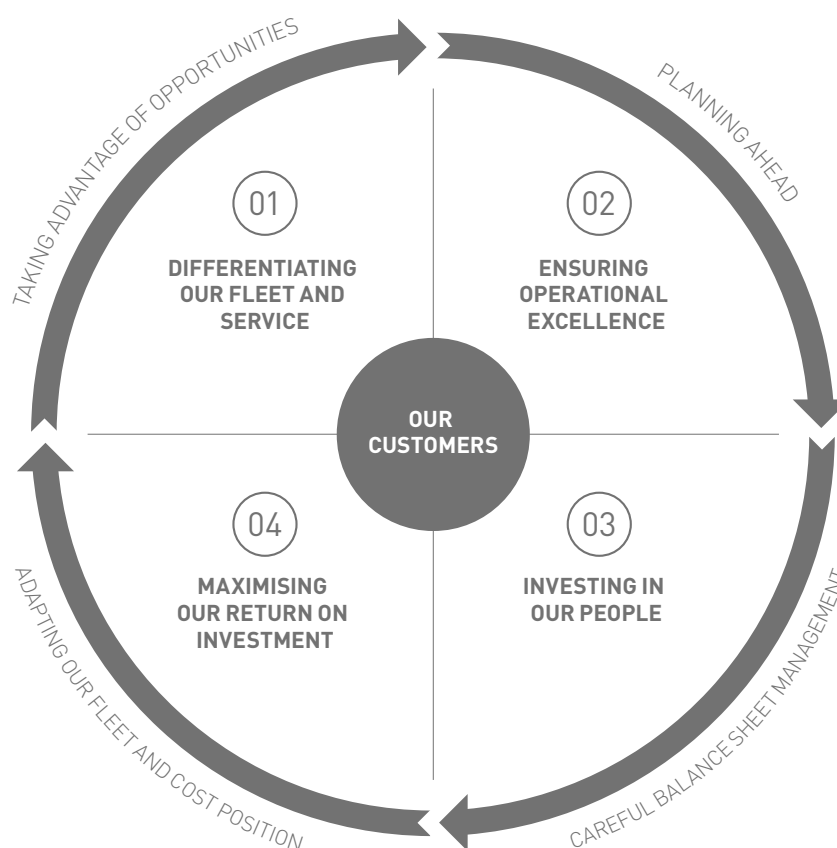 TAKING ADVANTAGE OF OPPORTUNITIES
PLANNING AHEAD
01
DIFFERENTIATING
OUR FLEET AND
SERVICE
02
ENSURING
OPERATIONAL
EXCELLENCE
OUR
CUSTOMERS
04
MAXIMISING
OUR RETURN ON
INVESTMENT
03
INVESTING IN
OUR PEOPLE
ADAPTING OUR FLEET AND COST POSITION
CAREFUL BALANCE SHEET MANAGEMENT